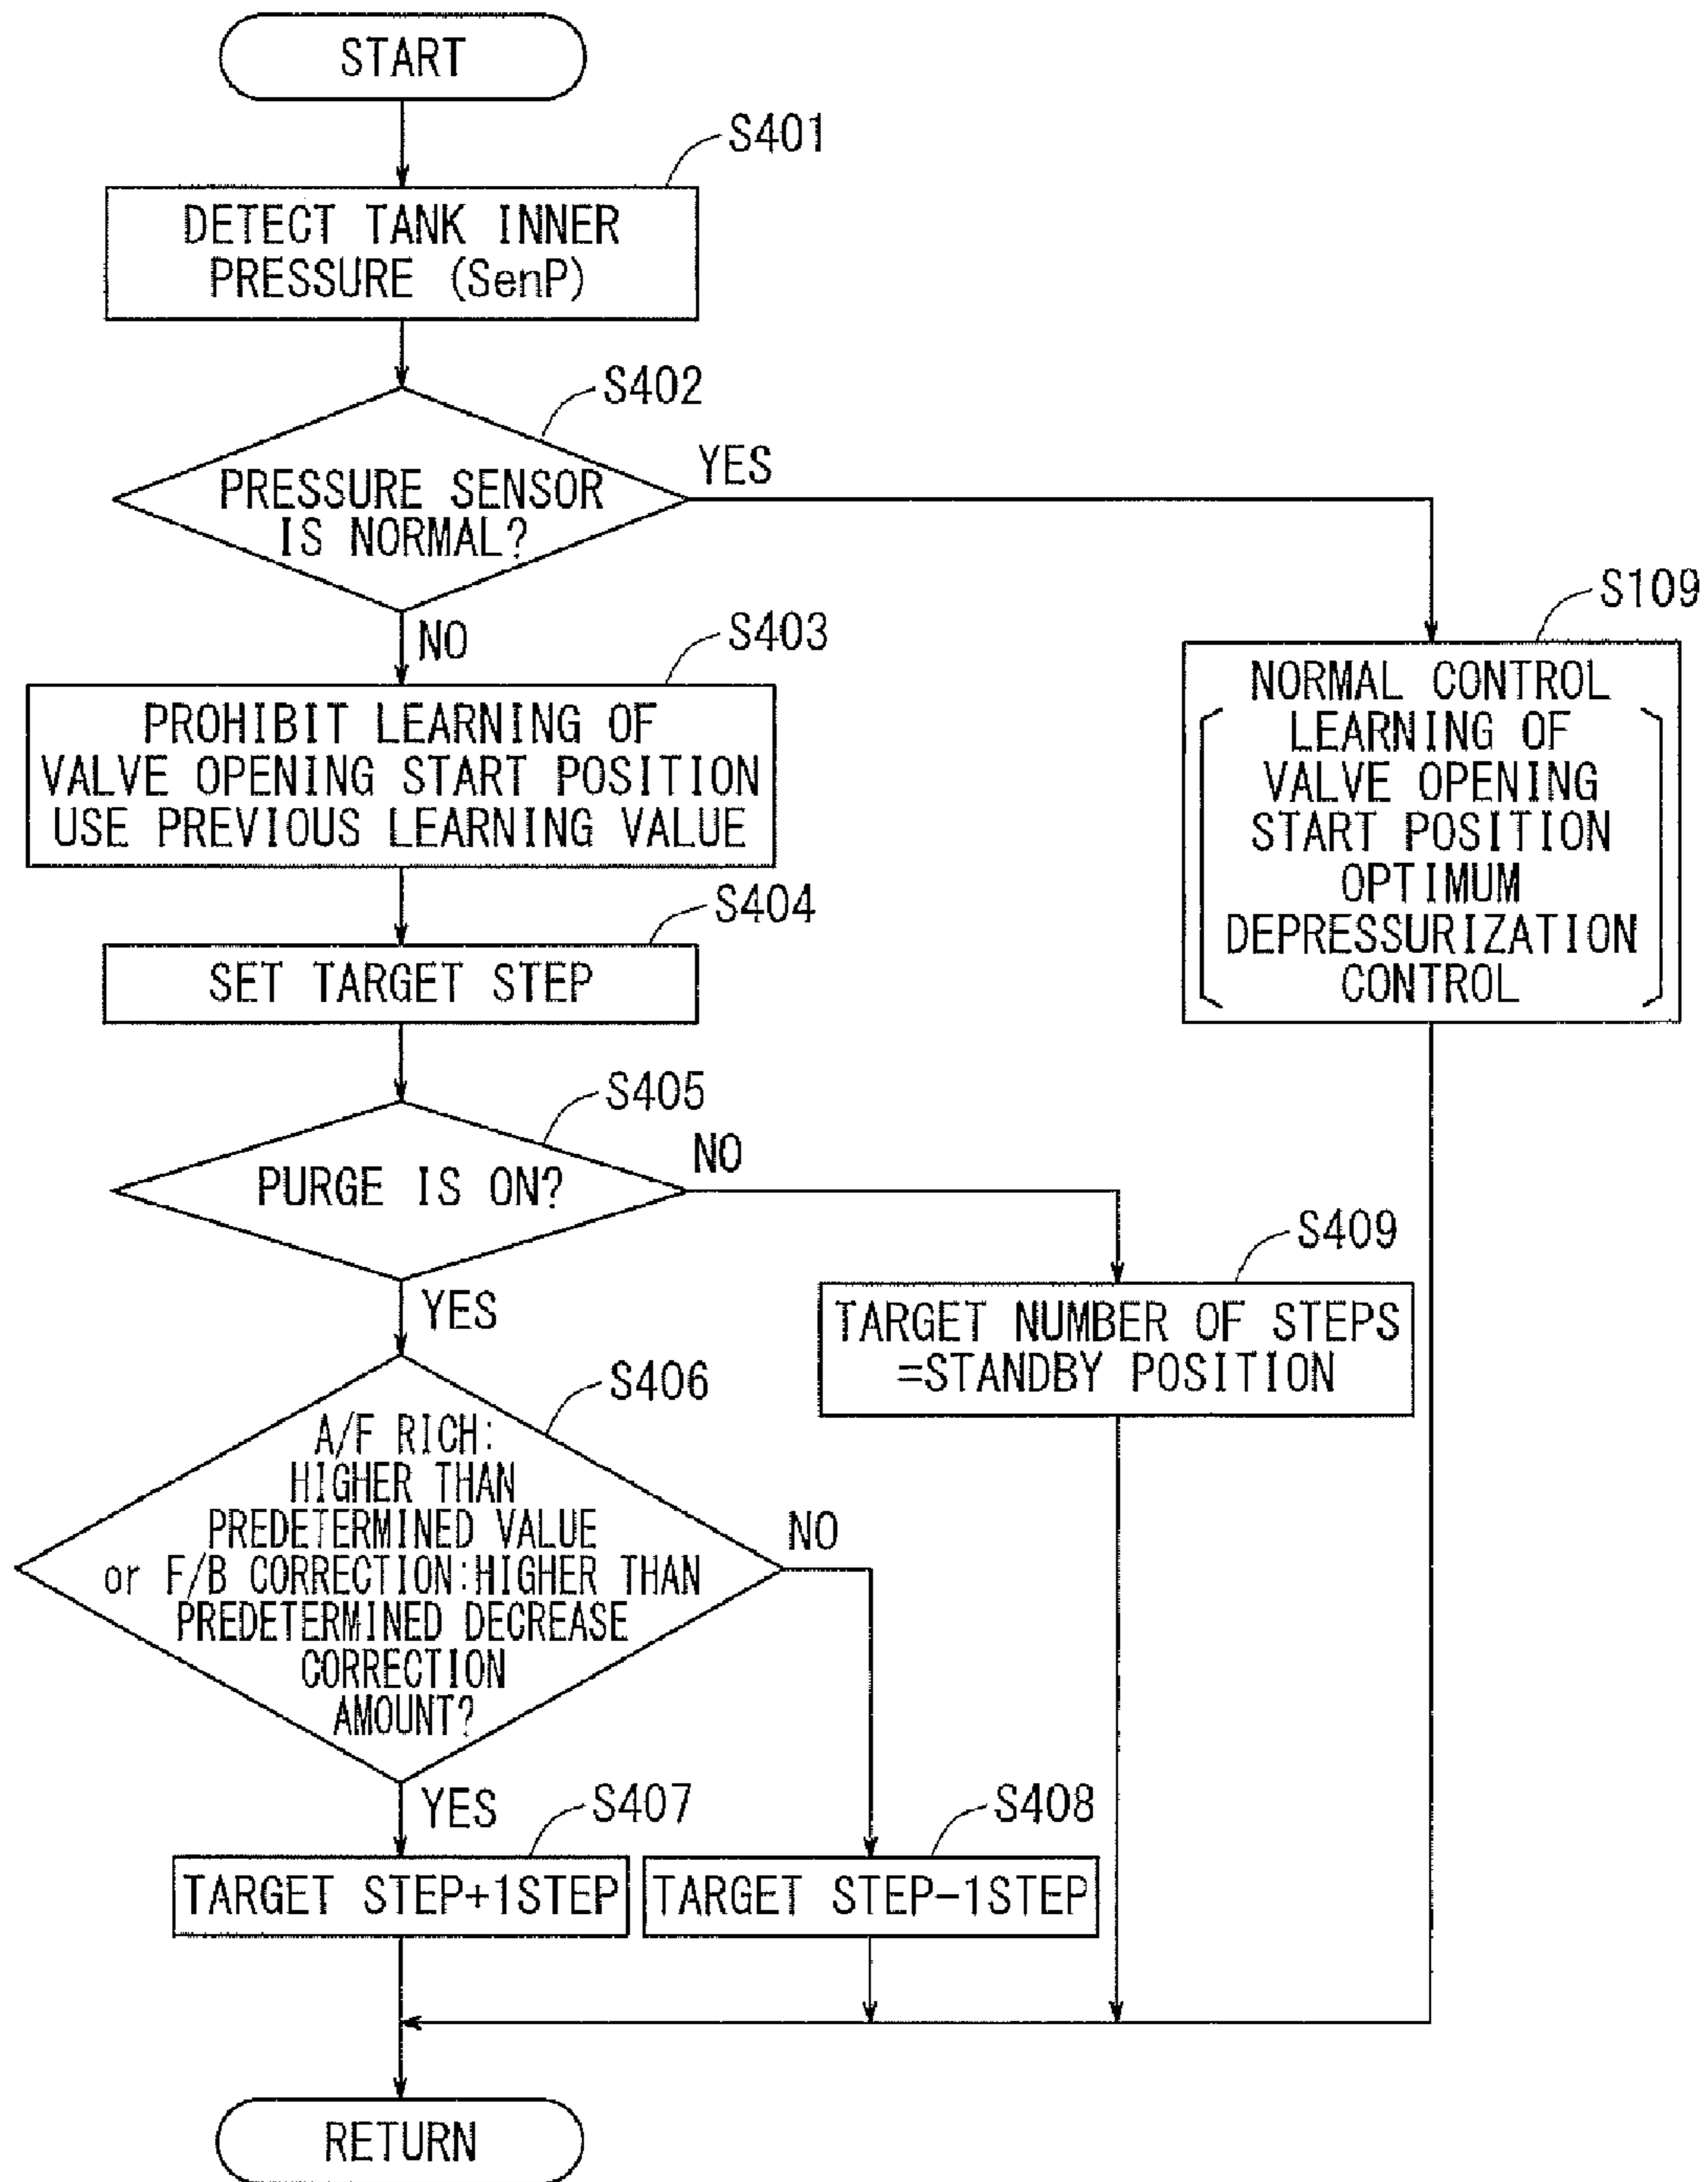 START
S401
DETECT TANK INNER
PRESSURE (SenP)
S402
PRESSURE SENSOR
IS NORMAL?
YES
NO
S403
PROHIBIT LEARNING OF
VALVE OPENING START POSITION
USE PREVIOUS LEARNING VALUE
S109
NORMAL CONTROL
LEARNING OF
VALVE OPENING
START POSITION
OPTIMUM
DEPRESSURIZATION
CONTROL
S404
SET TARGET STEP
S405
PURGE IS ON?
NO
YES
S409
TARGET NUMBER OF STEPS
=STANDBY POSITION
S406
A/F RICH:
HIGHER THAN
PREDETERMINED VALUE
or F/B CORRECTION:HIGHER THAN
PREDETERMINED DECREASE
CORRECTION
AMOUNT?
NO
YES
S407
TARGET STEP+1STEP
S408
TARGET STEP-1STEP
RETURN